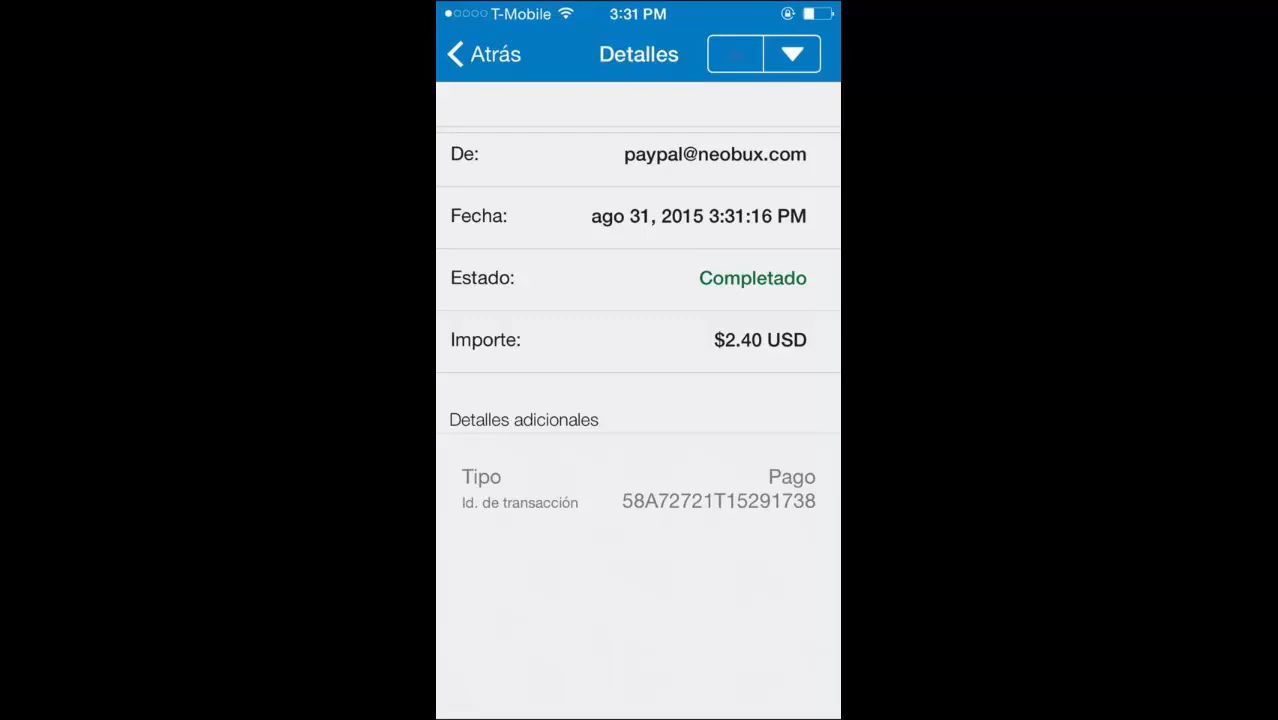 T-Mobile 3:31 PM
Atrás Detalles
De: paypal@neobux.com
Fecha: ago 31, 2015 3:31:16 PM
Estado: Completado
Importe: $2.40 USD
Detalles adicionales
Tipo Pago
Id. de transacción 58A72721T15291738